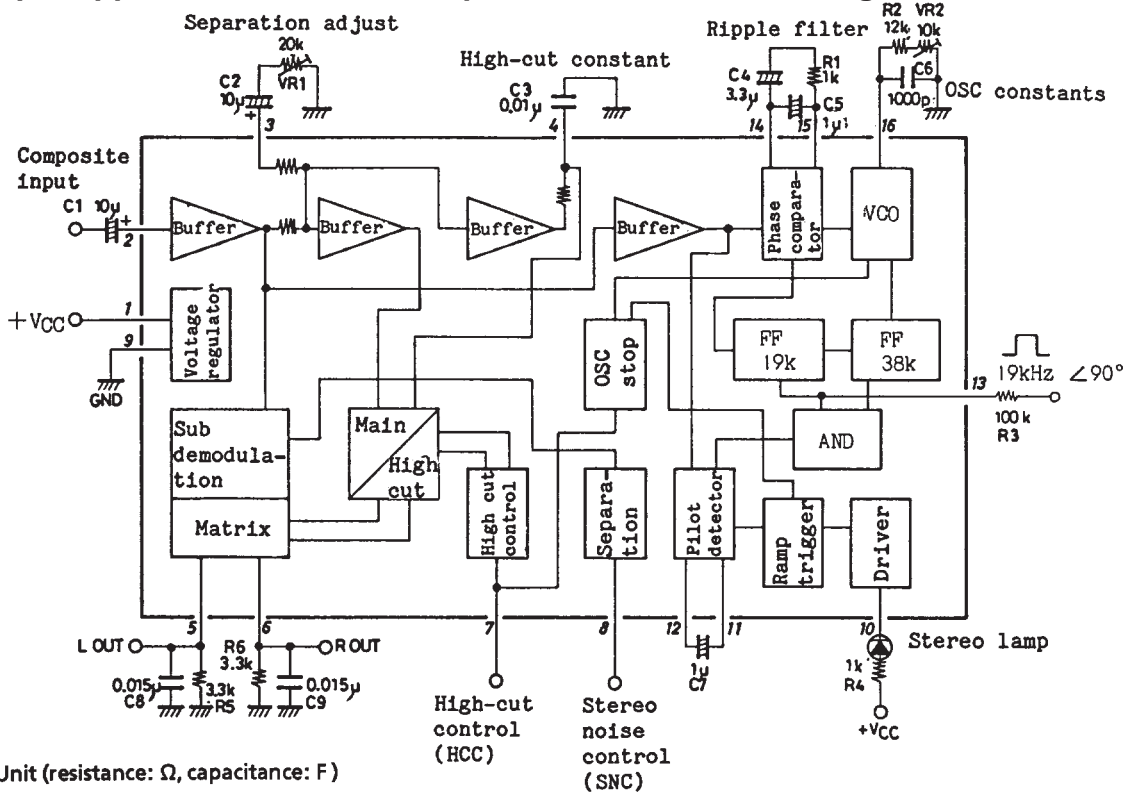 Separation adjust
20k
VR1
C2
10μ
+
3
High-cut constant
C3
0.01μ
4
Ripple filter
C4
3.3μ
R1
1k
C5
1μ
14
15
R2
12k
VR2
10k
C6
1000p
OSC constants
16
Composite
input
C1 10μ
+
2
Buffer
Buffer
Buffer
Buffer
Phase
compara-
tor
VCO
+VCC
1
9
GND
Voltage
regulator
OSC
stop
FF
19k
FF
38k
19kHz ∠90°
13
100k
R3
AND
Sub
demodula-
tion
Matrix
Main
High
cut
High cut
control
Separa-
tion
Pilot
detector
Ramp
trigger
Driver
5
6
7
8
12
11
10
L OUT
R OUT
R6
3.3k
0.015μ
C8
3.3k
R5
0.015μ
C9
High-cut
control
(HCC)
Stereo
noise
control
(SNC)
1μ
C7
Stereo lamp
1k
R4
+VCC
Unit (resistance: Ω, capacitance: F)